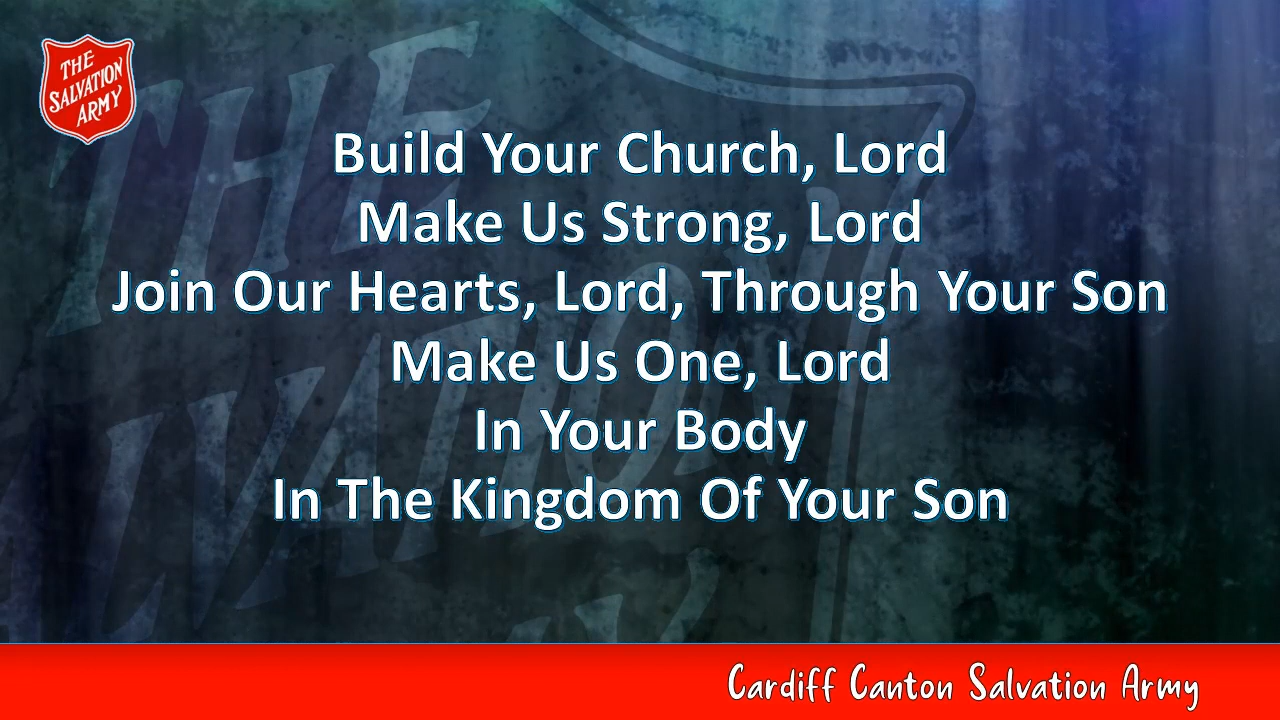 THE
SALVATION
ARMY
Build Your Church, Lord
Make Us Strong, Lord
Join Our Hearts, Lord, Through Your Son
Make Us One, Lord
In Your Body
In The Kingdom Of Your Son
Cardiff Canton Salvation Army